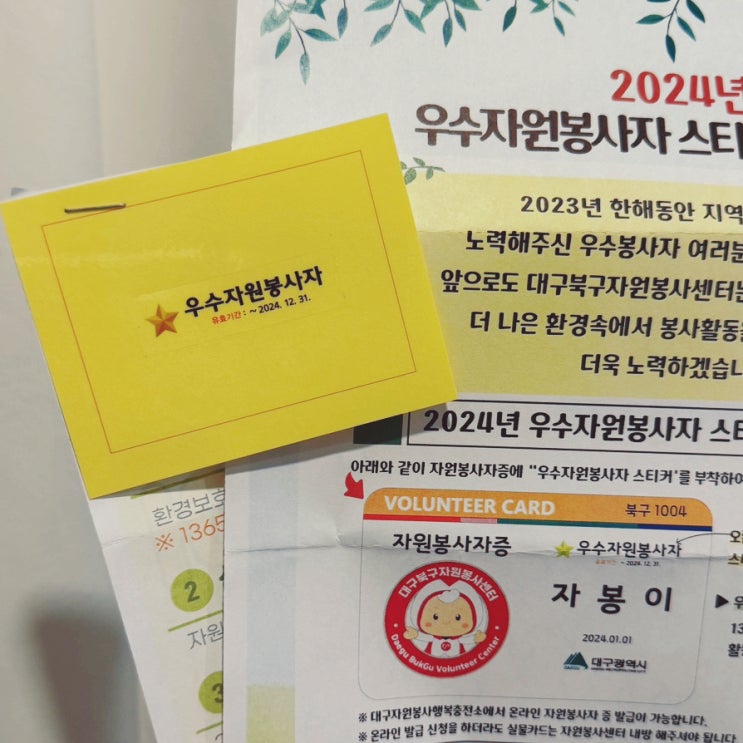 2024년
우수자원봉사자 스티
2023년 한해동안 지역
노력해주신 우수봉사자 여러분
앞으로도 대구북구자원봉사센터는
더 나은 환경속에서 봉사활동을
더욱 노력하겠습니
우수자원봉사자
유효기간 : ~ 2024. 12. 31.
2024년 우수자원봉사자 스티
아래와 같이 자원봉사자증에 "우수자원봉사자 스티커'를 부착하여
VOLUNTEER CARD
북구 1004
자원봉사자증
우수자원봉사자
유효기간 : ~ 2024. 12. 31.
대구북구자원봉사센터
Daegu BukGu Volunteer Center
자 봉 이
2024.01.01
대구광역시
※ 대구자원봉사행복충전소에서 온라인 자원봉사자 증 발급이 가능합니다.
※ 온라인 발급 신청을 하더라도 실물카드는 자원봉사센터 내방 해주셔야 됩니다
환경보호
※ 1365
2
자원
3
▶
13
활